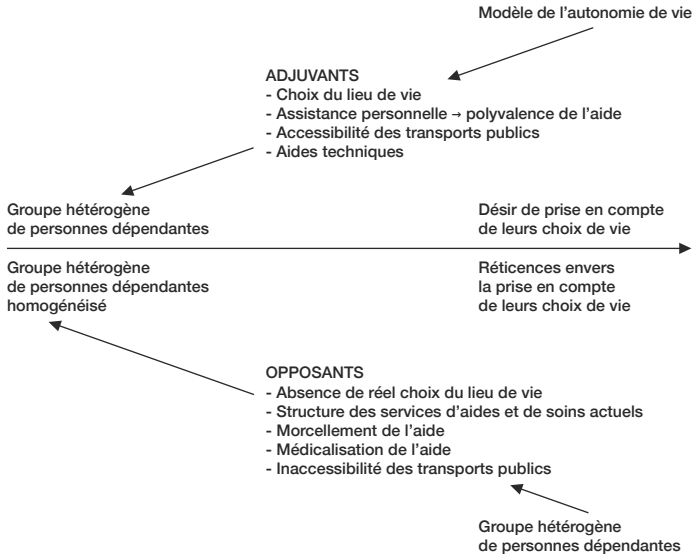 Modèle de l'autonomie de vie
ADJUVANTS
- Choix du lieu de vie
- Assistance personnelle → polyvalence de l'aide
- Accessibilité des transports publics
- Aides techniques
Groupe hétérogène
de personnes dépendantes
Désir de prise en compte
de leurs choix de vie
Groupe hétérogène
de personnes dépendantes
homogénéisé
Réticences envers
la prise en compte
de leurs choix de vie
OPPOSANTS
- Absence de réel choix du lieu de vie
- Structure des services d'aides et de soins actuels
- Morcellement de l'aide
- Médicalisation de l'aide
- Inaccessibilité des transports publics
Groupe hétérogène
de personnes dépendantes